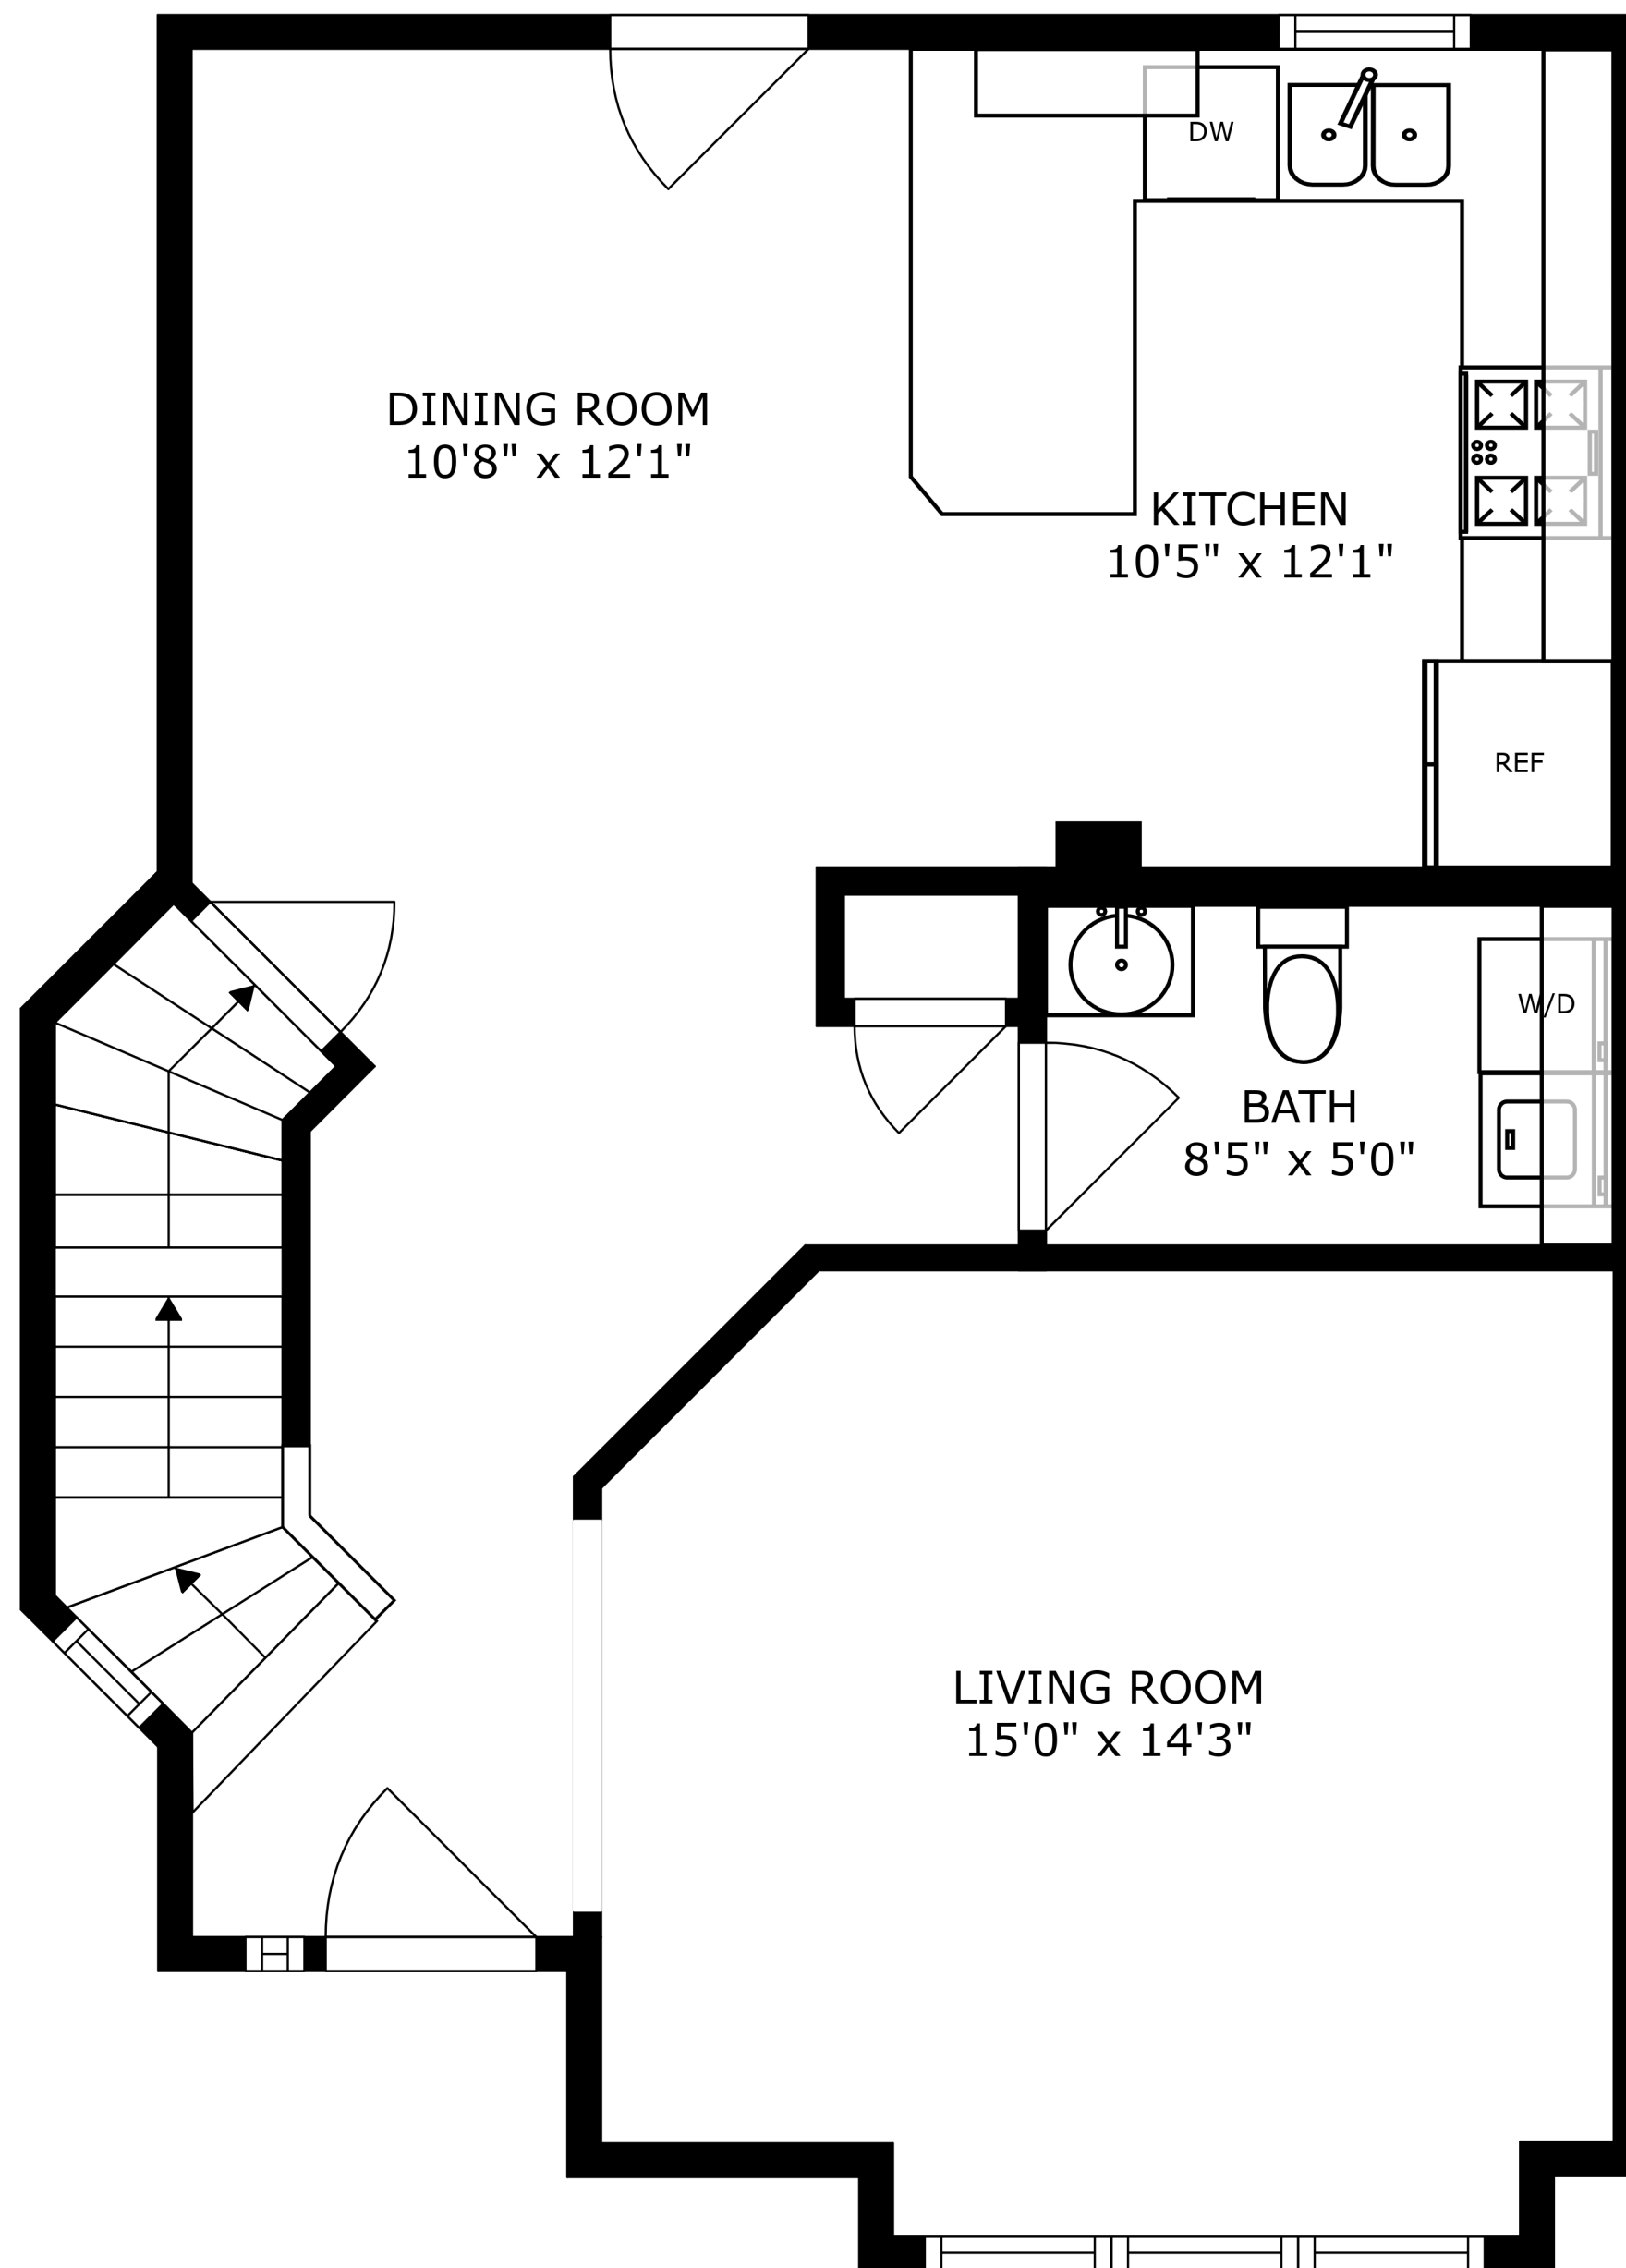 DW
DINING ROOM
10'8" x 12'1"
KITCHEN
10'5" x 12'1"
REF
W/D
BATH
8'5" x 5'0"
LIVING ROOM
15'0" x 14'3"